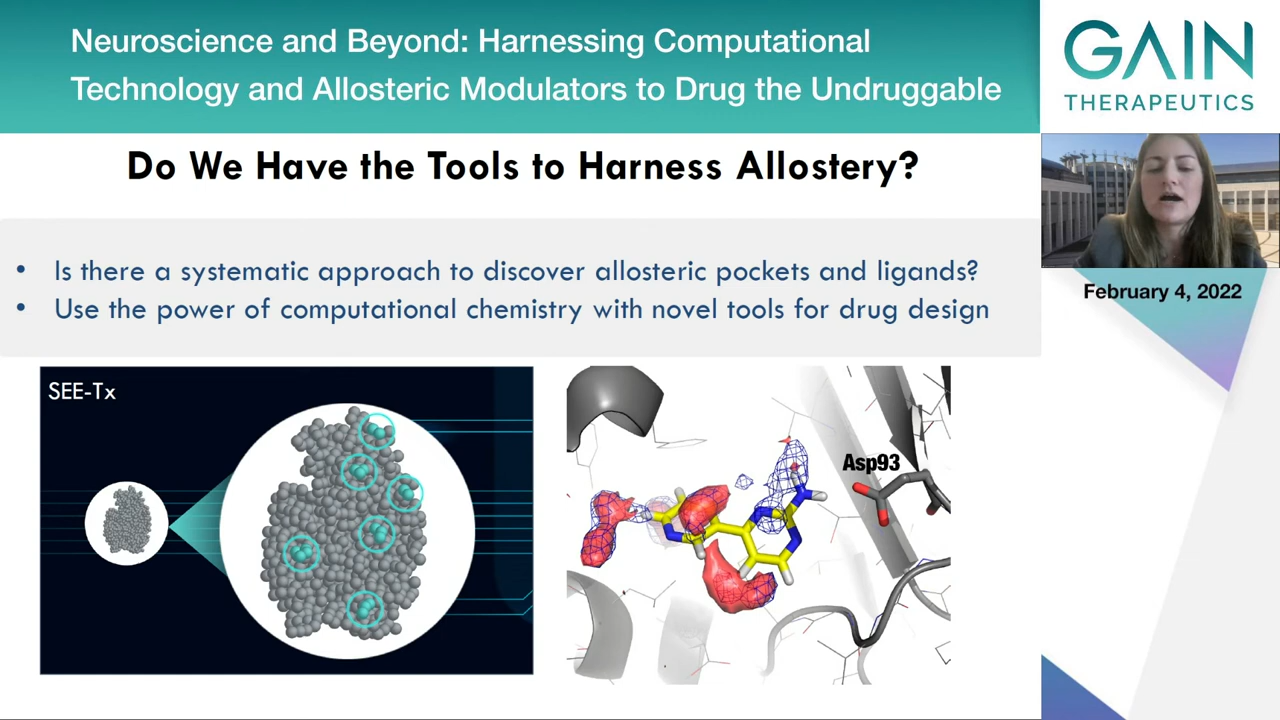 Neuroscience and Beyond: Harnessing Computational
Technology and Allosteric Modulators to Drug the Undruggable
GAIN
THERAPEUTICS
Do We Have the Tools to Harness Allostery?
February 4, 2022
• Is there a systematic approach to discover allosteric pockets and ligands?
• Use the power of computational chemistry with novel tools for drug design
SEE-Tx
Asp93